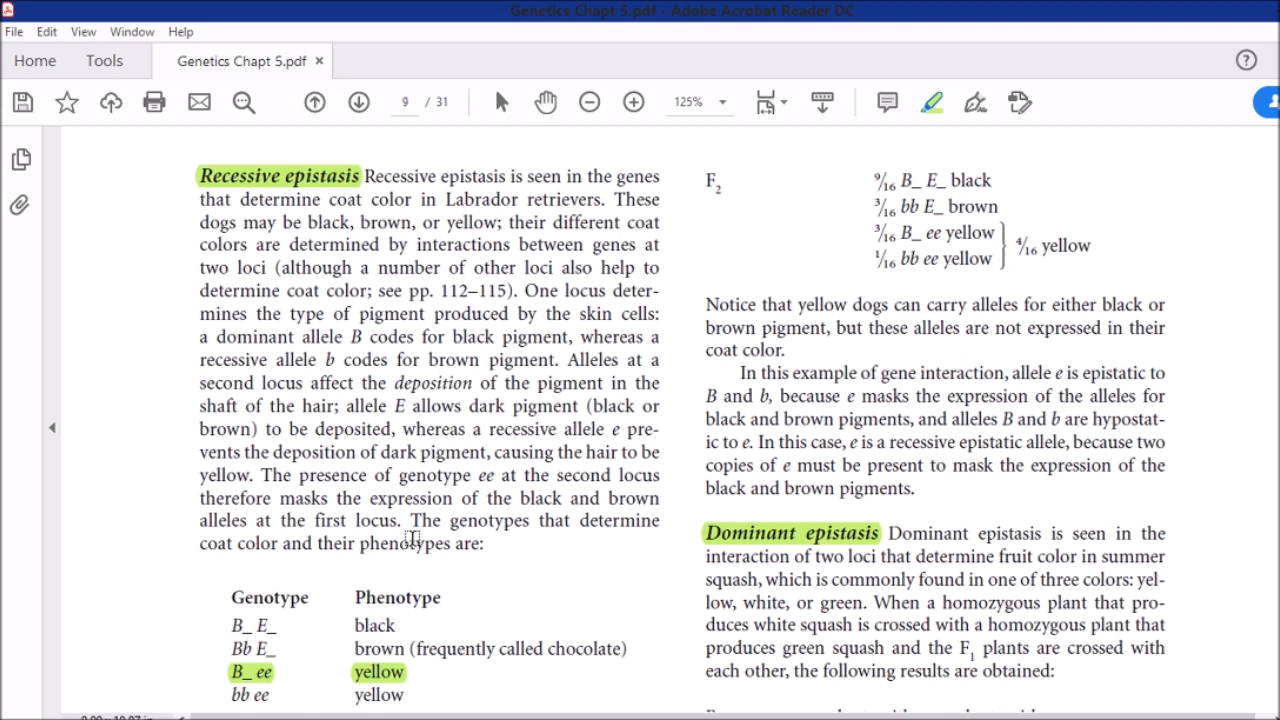 Genetics Chapt 5.pdf - Adobe Acrobat Reader DC
File Edit View Window Help
Home Tools Genetics Chapt 5.pdf ×
9 / 31 125%
Recessive epistasis Recessive epistasis is seen in the genes
that determine coat color in Labrador retrievers. These
dogs may be black, brown, or yellow; their different coat
colors are determined by interactions between genes at
two loci (although a number of other loci also help to
determine coat color; see pp. 112–115). One locus deter-
mines the type of pigment produced by the skin cells:
a dominant allele B codes for black pigment, whereas a
recessive allele b codes for brown pigment. Alleles at a
second locus affect the deposition of the pigment in the
shaft of the hair; allele E allows dark pigment (black or
brown) to be deposited, whereas a recessive allele e pre-
vents the deposition of dark pigment, causing the hair to be
yellow. The presence of genotype ee at the second locus
therefore masks the expression of the black and brown
alleles at the first locus. The genotypes that determine
coat color and their phenotypes are:
Genotype Phenotype
B_ E_ black
Bb E_ brown (frequently called chocolate)
B_ ee yellow
bb ee yellow
F2 9/16 B_ E_ black
3/16 bb E_ brown
3/16 B_ ee yellow
1/16 bb ee yellow
4/16 yellow
Notice that yellow dogs can carry alleles for either black or
brown pigment, but these alleles are not expressed in their
coat color.
In this example of gene interaction, allele e is epistatic to
B and b, because e masks the expression of the alleles for
black and brown pigments, and alleles B and b are hypostat-
ic to e. In this case, e is a recessive epistatic allele, because two
copies of e must be present to mask the expression of the
black and brown pigments.
Dominant epistasis Dominant epistasis is seen in the
interaction of two loci that determine fruit color in summer
squash, which is commonly found in one of three colors: yel-
low, white, or green. When a homozygous plant that pro-
duces white squash is crossed with a homozygous plant that
produces green squash and the F1 plants are crossed with
each other, the following results are obtained: